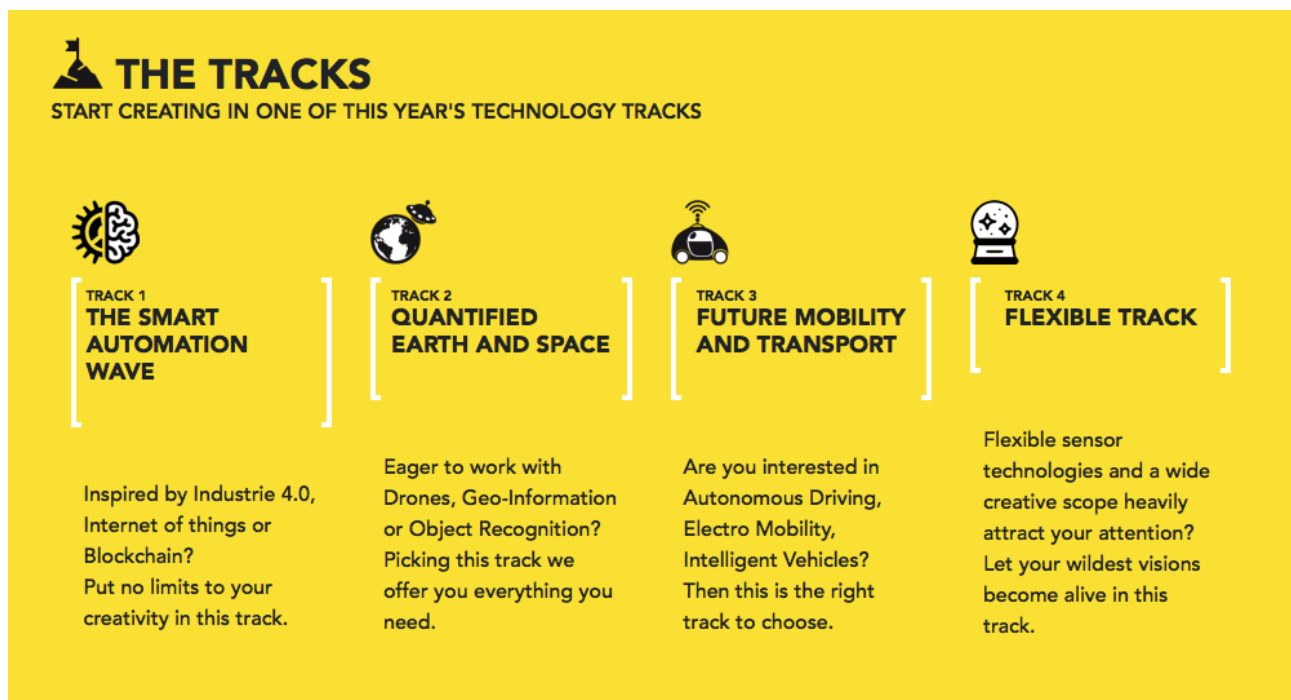 THE TRACKS
START CREATING IN ONE OF THIS YEAR'S TECHNOLOGY TRACKS
TRACK 1
THE SMART
AUTOMATION
WAVE
Inspired by Industrie 4.0,
Internet of things or
Blockchain?
Put no limits to your
creativity in this track.
TRACK 2
QUANTIFIED
EARTH AND SPACE
Eager to work with
Drones, Geo-Information
or Object Recognition?
Picking this track we
offer you everything you
need.
TRACK 3
FUTURE MOBILITY
AND TRANSPORT
Are you interested in
Autonomous Driving,
Electro Mobility,
Intelligent Vehicles?
Then this is the right
track to choose.
TRACK 4
FLEXIBLE TRACK
Flexible sensor
technologies and a wide
creative scope heavily
attract your attention?
Let your wildest visions
become alive in this
track.